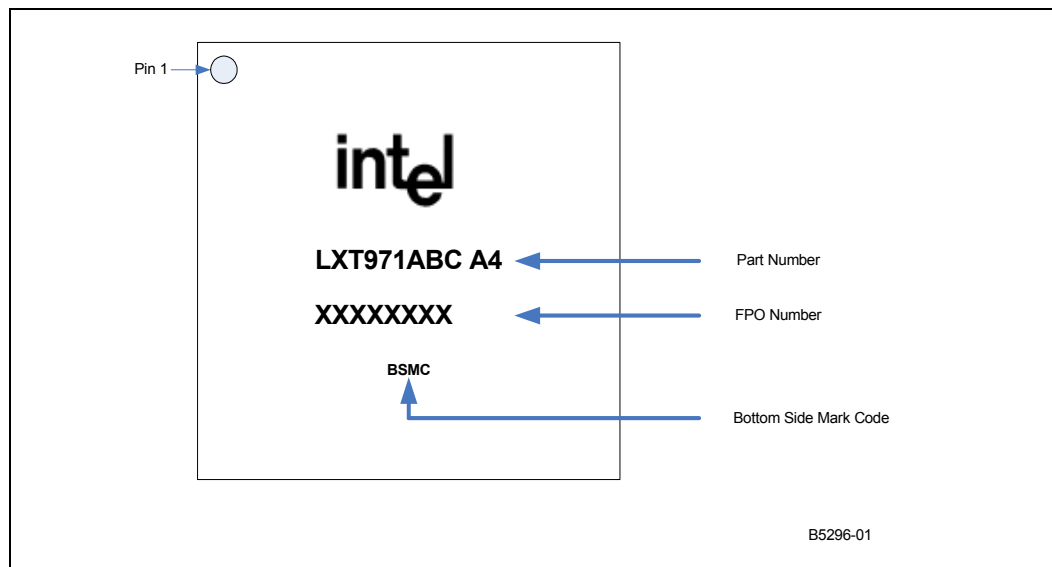 Pin 1
intel
LXT971ABC A4
Part Number
XXXXXXXX
FPO Number
BSMC
Bottom Side Mark Code
B5296-01